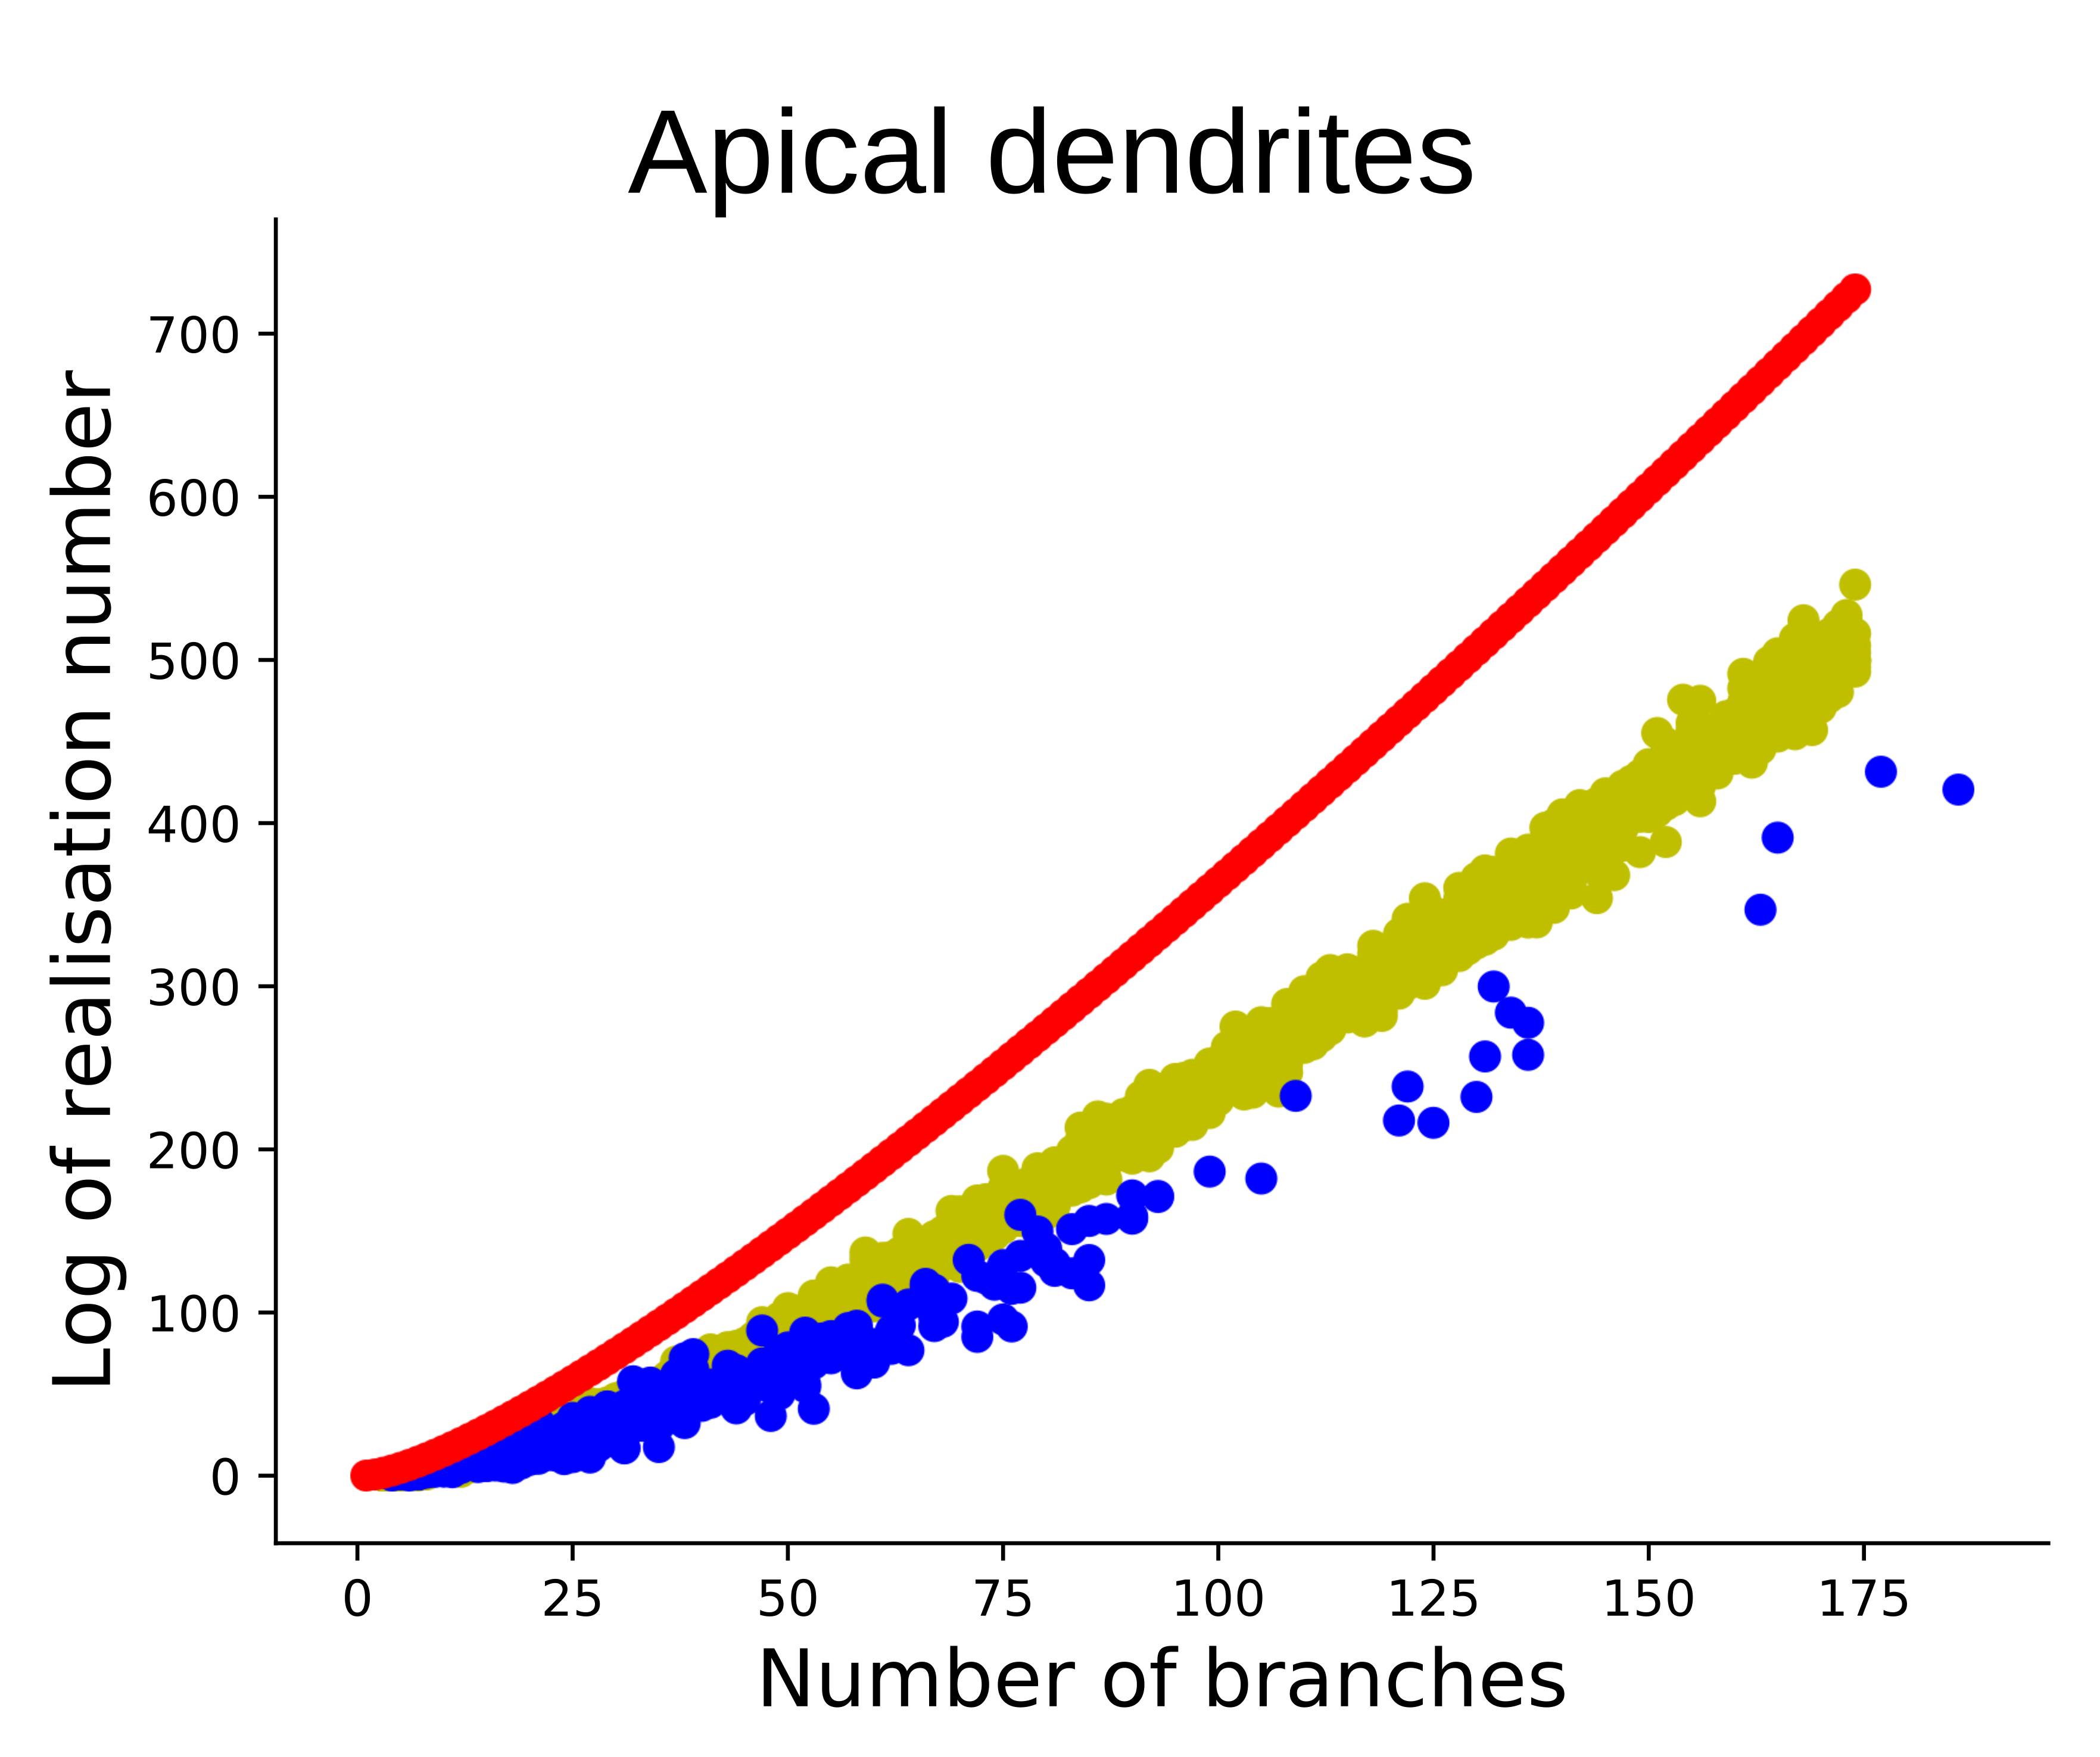 Apical dendrites
Log of realisation number
700
600
500
400
300
200
100
0
0 25 50 75 100 125 150 175
Number of branches